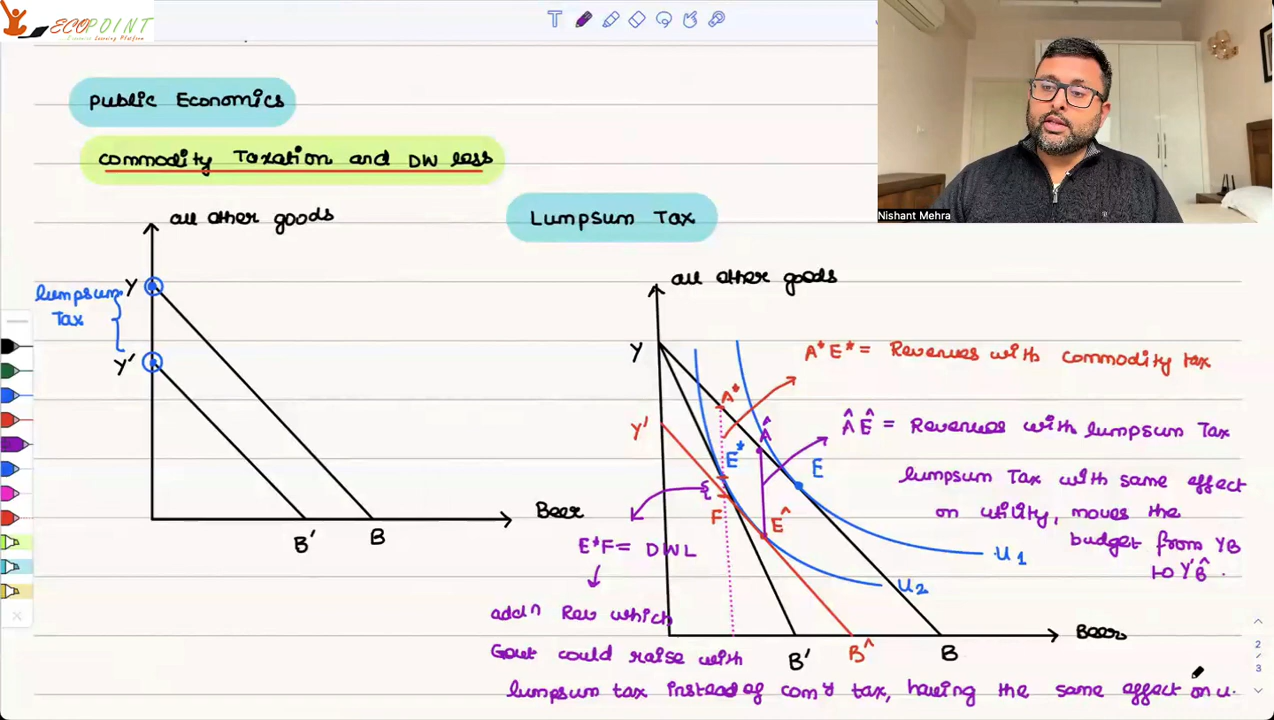 ECOPOINT
Public Economics
Commodity Taxation and DW loss
all other goods
Lumpsum Tax
Nishant Mehra
Y
lumpsum
Tax
Y'
Beer
B'
B
all other goods
Y
A* E* = Revenues with commodity tax
A*
Y'
Â
Â Ê = Revenues with lumpsum Tax
E*
E
lumpsum Tax with same effect
on utility, moves the
budget from YB
to Y'B̂.
F
E^
E*F = DWL
U1
U2
addn Rev which
Govt could raise with
lumpsum tax instead of com'd tax, having the same effect on u.
Beer
B'
B^
B
2
/
3